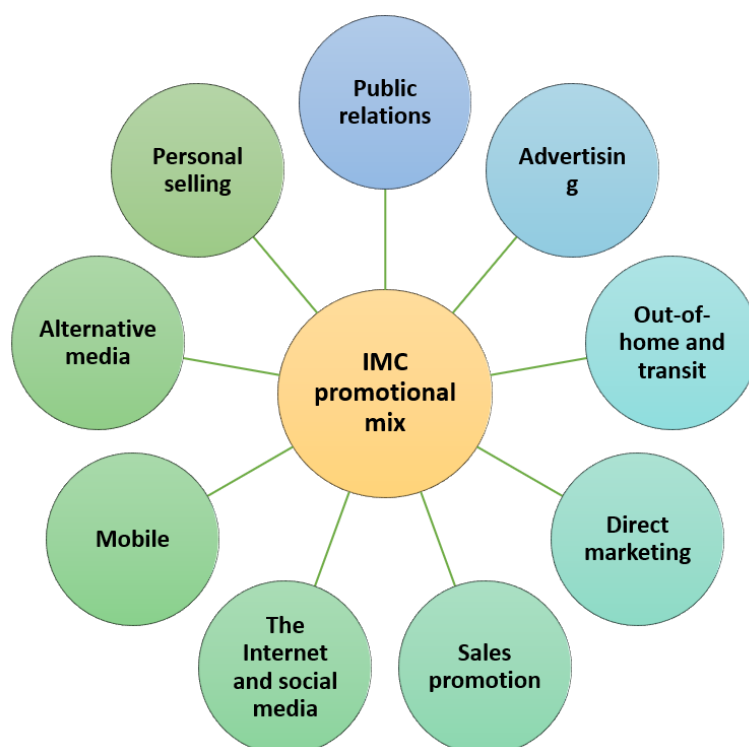 Public
relations
Advertisin
g
Out-of-
home and
transit
Direct
marketing
Sales
promotion
The
Internet
and social
media
Mobile
Alternative
media
Personal
selling
IMC
promotional
mix